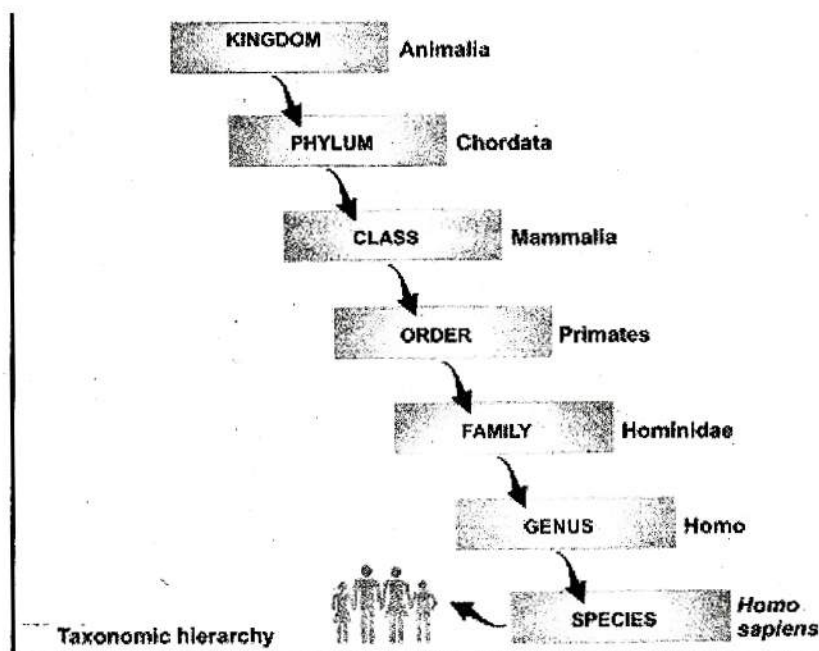 KINGDOM Animalia
PHYLUM Chordata
CLASS Mammalia
ORDER Primates
FAMILY Hominidae
GENUS Homo
SPECIES Homo
sapiens
Taxonomic hierarchy